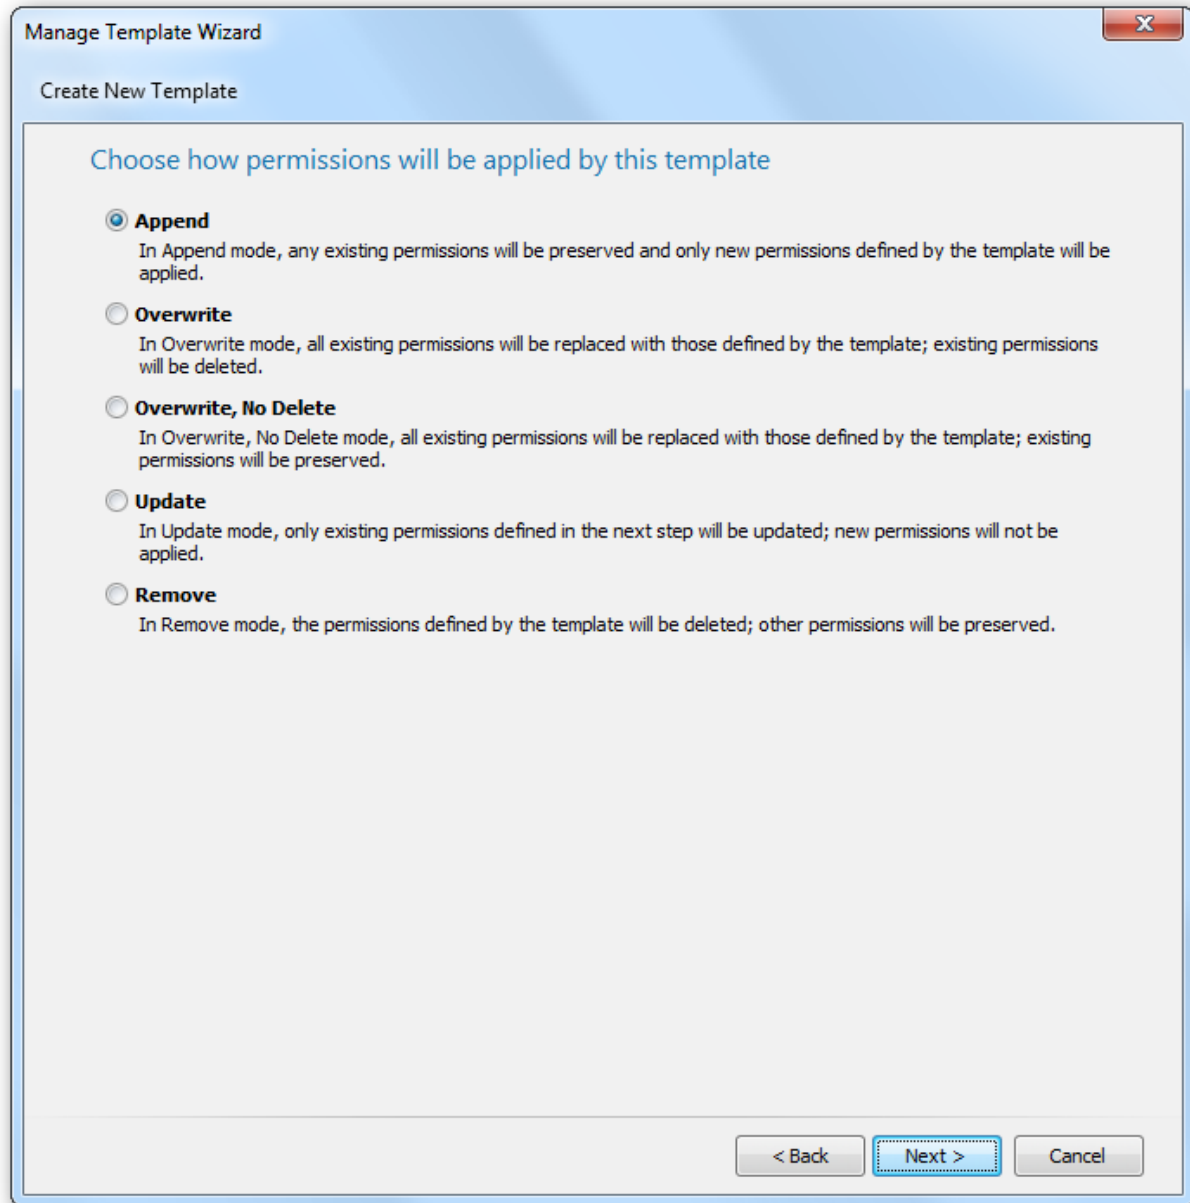 Manage Template Wizard
Create New Template
Choose how permissions will be applied by this template
Append
In Append mode, any existing permissions will be preserved and only new permissions defined by the template will be
applied.
Overwrite
In Overwrite mode, all existing permissions will be replaced with those defined by the template; existing permissions
will be deleted.
Overwrite, No Delete
In Overwrite, No Delete mode, all existing permissions will be replaced with those defined by the template; existing
permissions will be preserved.
Update
In Update mode, only existing permissions defined in the next step will be updated; new permissions will not be
applied.
Remove
In Remove mode, the permissions defined by the template will be deleted; other permissions will be preserved.
< Back Next > Cancel